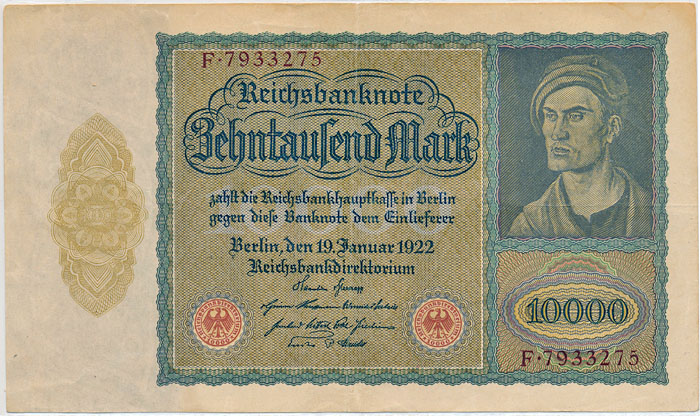 F·7933275
Reichsbanknote
Zehntauſend Mark
zahlt die Reichsbankhauptkaſſe in Berlin
gegen dieſe Banknote dem Einlieferer
Berlin, den 19. Januar 1922
Reichsbankdirektorium
10000
F·7933275